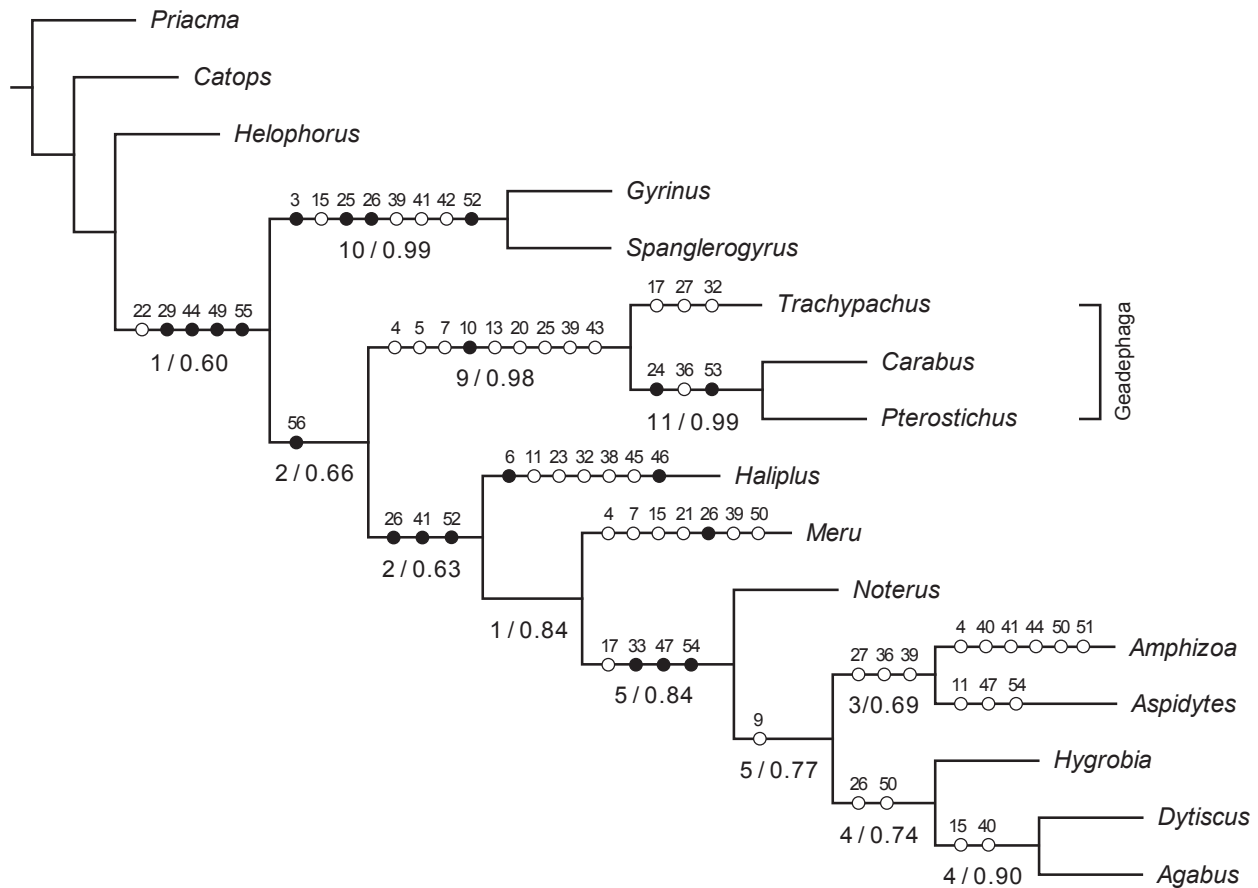 Priacma
Catops
Helophorus
Gyrinus
3 15 25 26 39 41 42 52
10 / 0.99
Spanglerogyrus
17 27 32
Trachypachus
22 29 44 49 55
1 / 0.60
4 5 7 10 13 20 25 39 43
9 / 0.98
Carabus
24 36 53
11 / 0.99
Pterostichus
Geadephaga
56
2 / 0.66
6 11 23 32 38 45 46
Haliplus
26 41 52
2 / 0.63
4 7 15 21 26 39 50
Meru
Noterus
1 / 0.84
17 33 47 54
5 / 0.84
4 40 41 44 50 51
Amphizoa
27 36 39
3/0.69
11 47 54
Aspidytes
9
5 / 0.77
Hygrobia
26 50
4 / 0.74
Dytiscus
15 40
4 / 0.90
Agabus